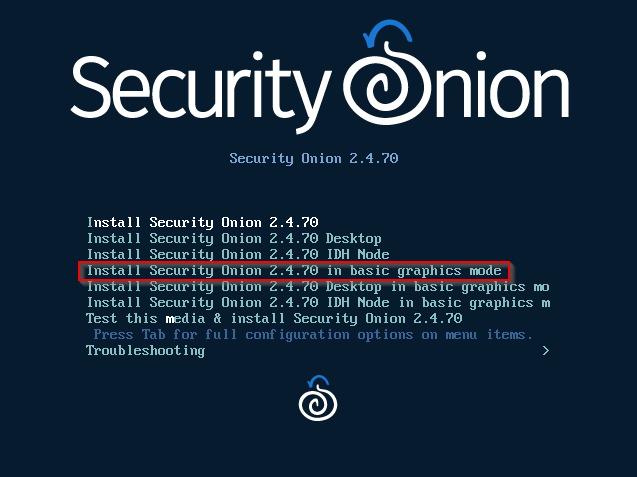 Security Onion
Security Onion 2.4.70
Install Security Onion 2.4.70
Install Security Onion 2.4.70 Desktop
Install Security Onion 2.4.70 IDH Node
Install Security Onion 2.4.70 in basic graphics mode
Install Security Onion 2.4.70 Desktop in basic graphics mo
Install Security Onion 2.4.70 IDH Node in basic graphics m
Test this media & install Security Onion 2.4.70
Press Tab for full configuration options on menu items.
Troubleshooting >